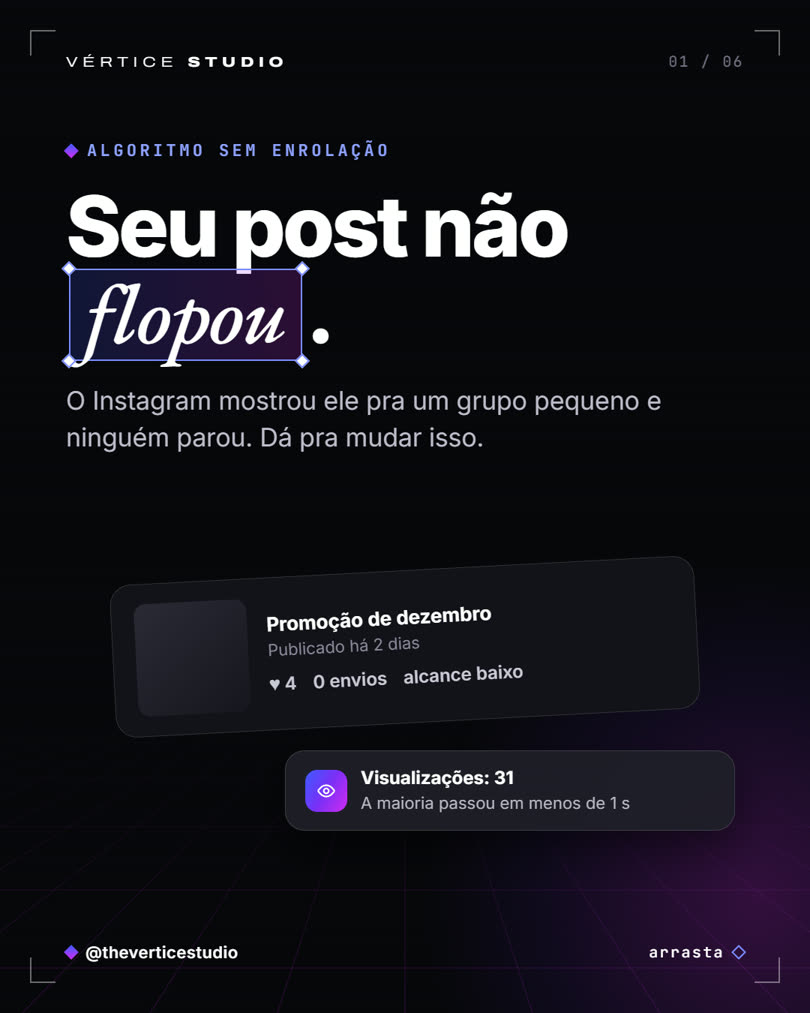 VÉRTICE STUDIO
01 / 06
ALGORITMO SEM ENROLAÇÃO
Seu post não
flopou.
O Instagram mostrou ele pra um grupo pequeno e
ninguém parou. Dá pra mudar isso.
Promoção de dezembro
Publicado há 2 dias
♥ 4 0 envios alcance baixo
Visualizações: 31
A maioria passou em menos de 1 s
@theverticestudio
arrasta